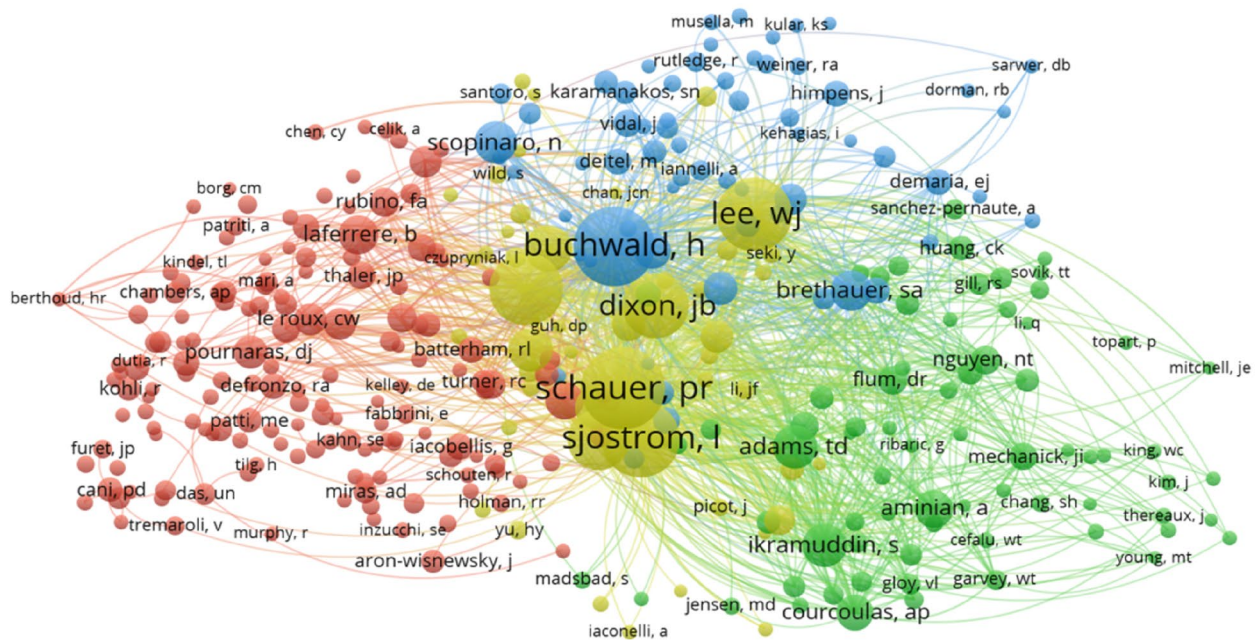 musella, m
kular, ks
rutledge, r
weiner, ra
sarwer, db
santoro, s
karamanakos, sn
himpens, j
dorman, rb
chen, cy
celik, a
vidal, j
kehagias, i
scopinaro, n
deitel, m
iannelli, a
wild, s
chan, jcn
demaria, ej
borg, cm
rubino, fa
lee, wj
sanchez-pernaute, a
patriti, a
laferrere, b
buchwald, h
huang, ck
kindel, tl
mari, a
thaler, jp
czupryniak, l
seki, y
sovik, tt
berthoud, hr
chambers, ap
brethauer, sa
gill, rs
dixon, jb
le roux, cw
guh, dp
li, q
topart, p
dutia, r
pournaras, dj
batterham, rl
nguyen, nt
mitchell, je
kohli, r
defronzo, ra
kelley, de
turner, rc
schauer, pr
li, jf
flum, dr
patti, me
fabbrini, e
furet, jp
kahn, se
iacobellis, g
sjostrom, l
adams, td
ribaric, g
mechanick, ji
king, wc
tilg, h
schouten, r
cani, pd
das, un
miras, ad
holman, rr
picot, j
aminian, a
chang, sh
kim, j
tremaroli, v
murphy, r
inzucchi, se
yu, hy
ikramuddin, s
cefalu, wt
thereaux, j
aron-wisnewsky, j
young, mt
madsbad, s
gloy, vl
garvey, wt
jensen, md
courcoulas, ap
iaconelli, a